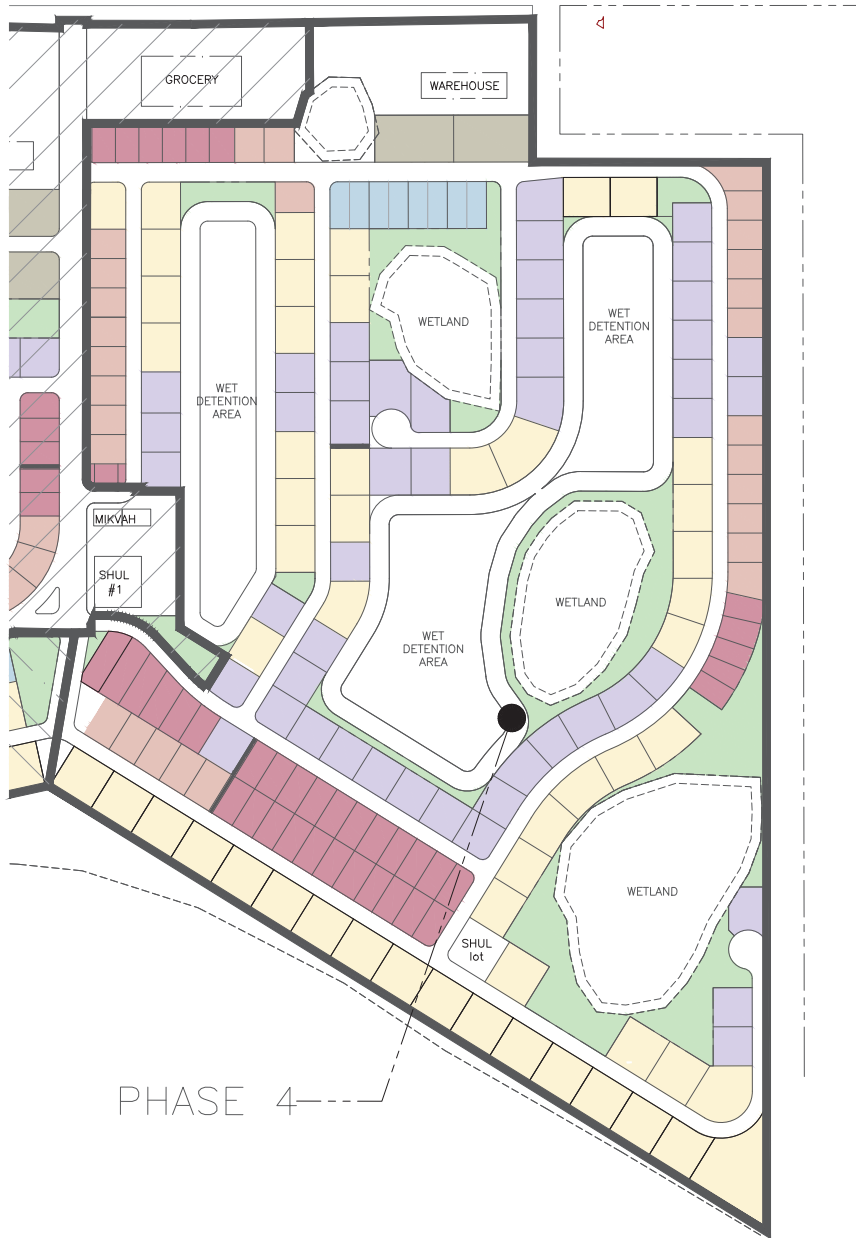 GROCERY
WAREHOUSE
WETLAND
WET
DETENTION
AREA
WET
DETENTION
AREA
MIKVAH
SHUL
#1
WETLAND
WET
DETENTION
AREA
WETLAND
SHUL
lot
PHASE 4